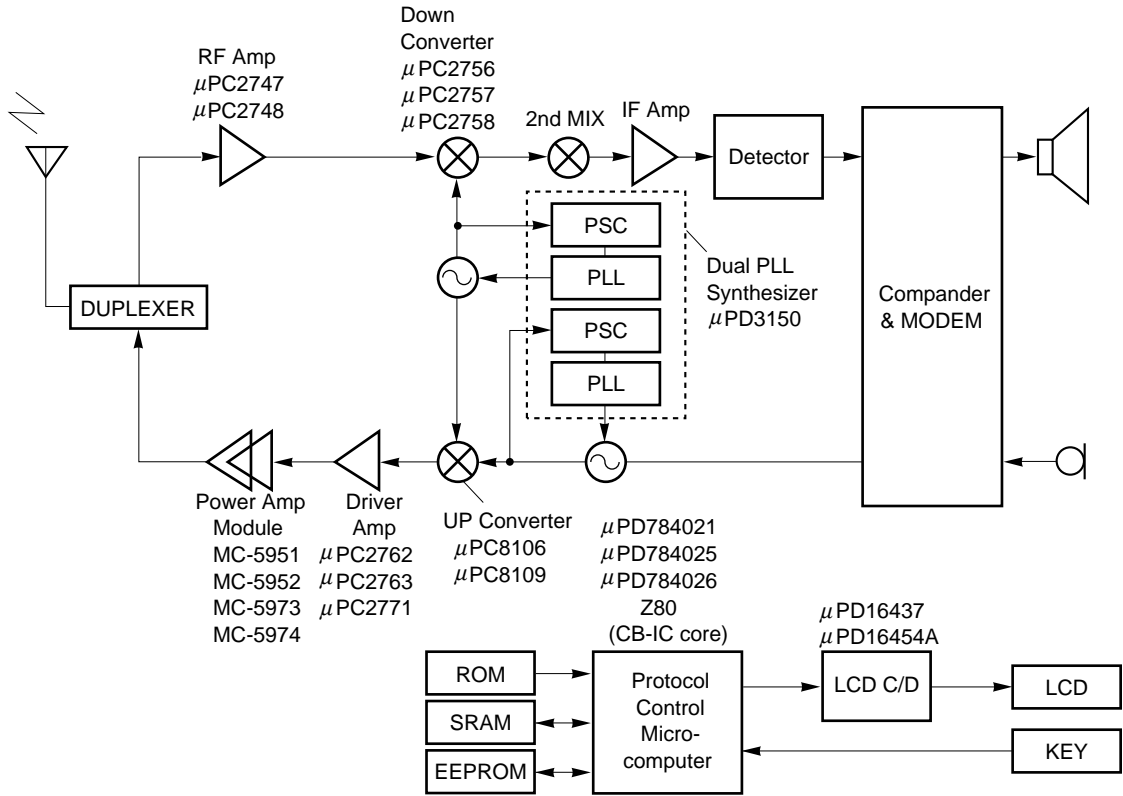 Down
Converter
μPC2756
μPC2757
μPC2758
RF Amp
μPC2747
μPC2748
2nd MIX
IF Amp
Detector
PSC
PLL
PSC
PLL
Dual PLL
Synthesizer
μPD3150
Compander
& MODEM
DUPLEXER
Power Amp
Module
MC-5951
MC-5952
MC-5973
MC-5974
Driver
Amp
μPC2762
μPC2763
μPC2771
UP Converter
μPC8106
μPC8109
μPD784021
μPD784025
μPD784026
Z80
(CB-IC core)
μPD16437
μPD16454A
ROM
SRAM
EEPROM
Protocol
Control
Micro-
computer
LCD C/D
LCD
KEY